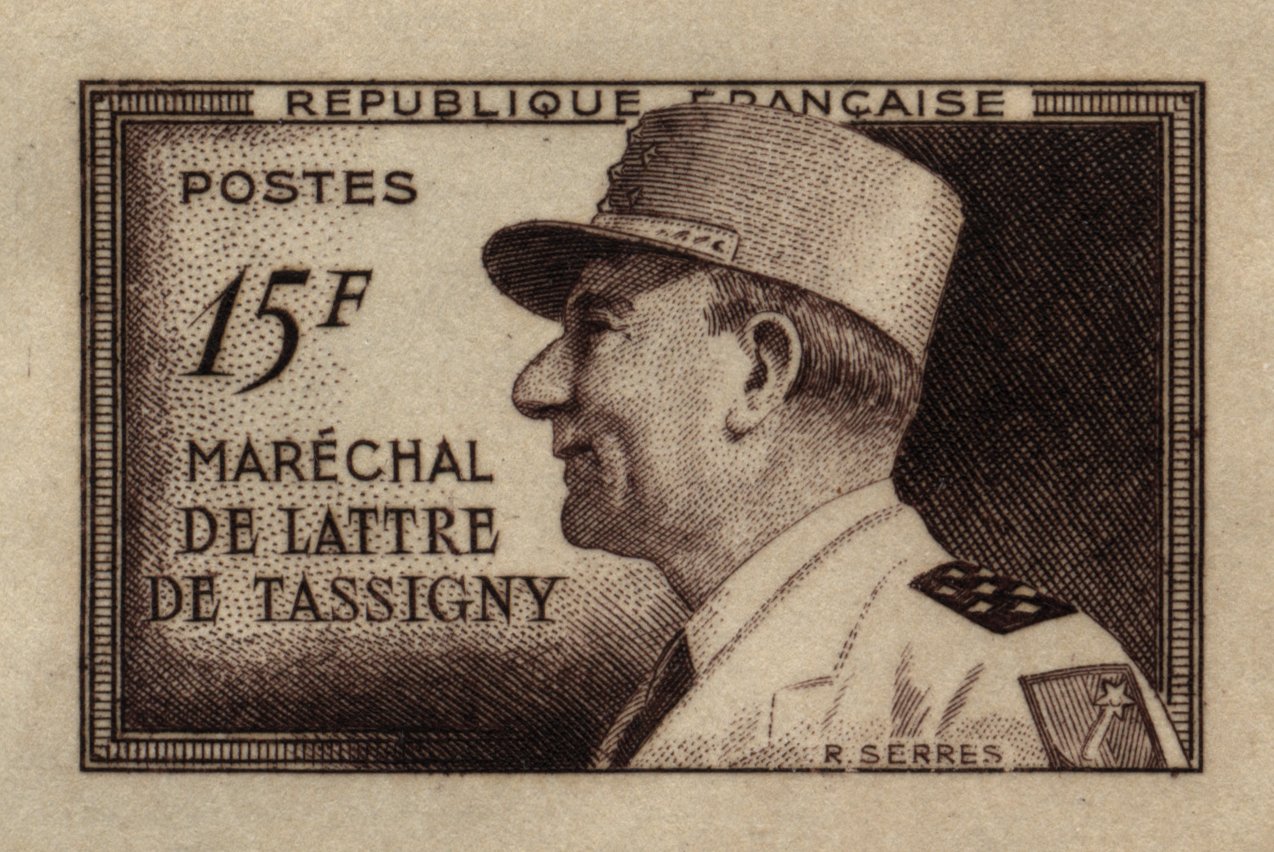 REPUBLIQUE FRANÇAISE
POSTES
15F
MARÉCHAL
DE LATTRE
DE TASSIGNY
R. SERRES